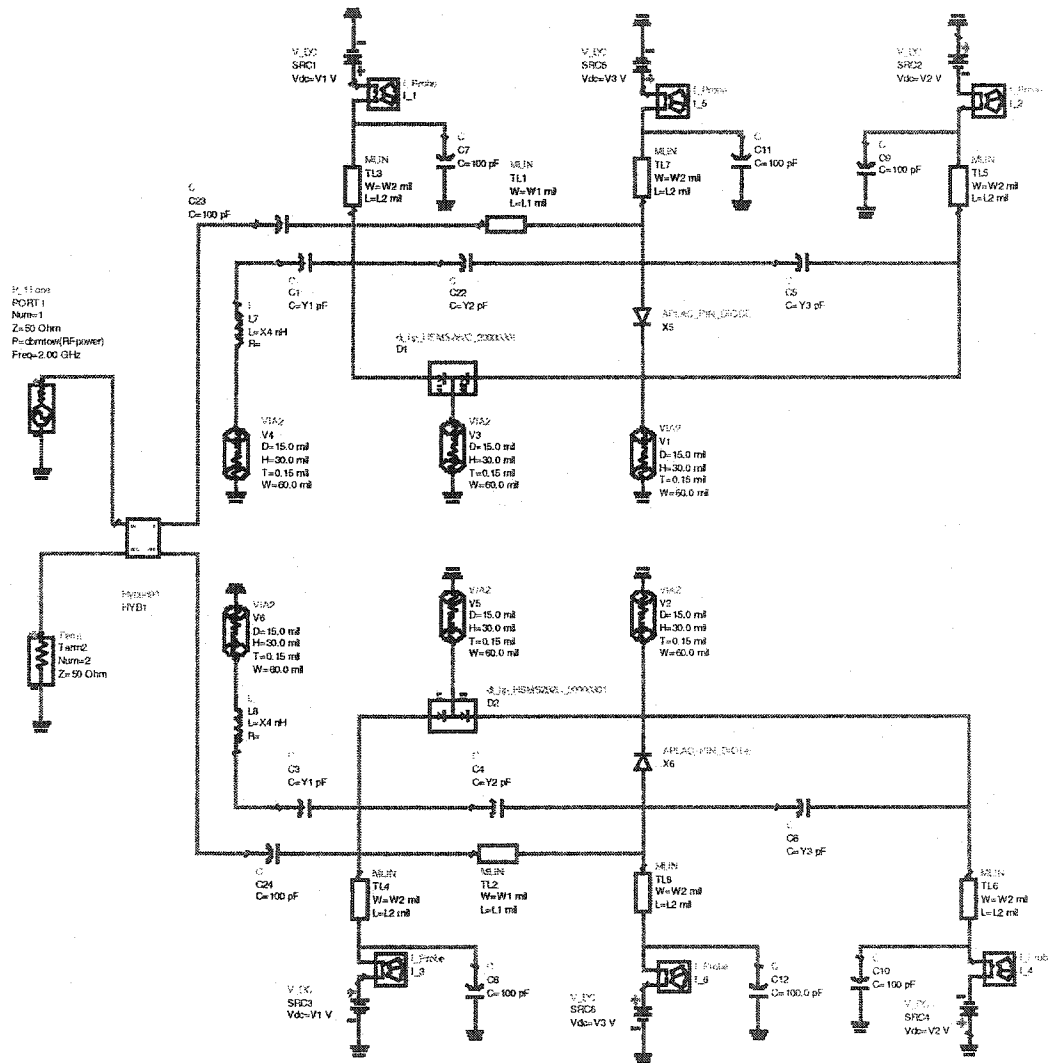 V_DC
SRC1
Vdc=V1 V
I_Probe
I_1
V_DC
SRC5
Vdc=V3 V
I_Probe
I_5
V_DC
SRC2
Vdc=V2 V
I_Probe
I_2
C
C7
C=100 pF
MLIN
TL3
W=W2 mil
L=L2 mil
MLIN
TL1
W=W1 mil
L=L1 mil
MLIN
TL7
W=W2 mil
L=L2 mil
C
C11
C=100 pF
C
C9
C=100 pF
MLIN
TL5
W=W2 mil
L=L2 mil
C
C23
C=100 pF
C
C1
C=Y1 pF
C
C22
C=Y2 pF
C
C5
C=Y3 pF
PORT1
Num=1
Z=50 Ohm
P=dbmtow(RFpower)
Freq=2.00 GHz
L
L7
L=X4 nH
R=
D1
APLAC_PIN_DIODE
X5
VIA2
V4
D=15.0 mil
H=30.0 mil
T=0.15 mil
W=60.0 mil
VIA2
V3
D=15.0 mil
H=30.0 mil
T=0.15 mil
W=60.0 mil
VIA2
V1
D=15.0 mil
H=30.0 mil
T=0.15 mil
W=60.0 mil
HYB1
Term
Term2
Num=2
Z=50 Ohm
VIA2
V6
D=15.0 mil
H=30.0 mil
T=0.15 mil
W=60.0 mil
VIA2
V5
D=15.0 mil
H=30.0 mil
T=0.15 mil
W=60.0 mil
VIA2
V2
D=15.0 mil
H=30.0 mil
T=0.15 mil
W=60.0 mil
L
L8
L=X4 nH
R=
D2
APLAC_PIN_DIODE
X6
C
C3
C=Y1 pF
C
C4
C=Y2 pF
C
C6
C=Y3 pF
C
C24
C=100 pF
MLIN
TL4
W=W2 mil
L=L2 mil
MLIN
TL2
W=W1 mil
L=L1 mil
MLIN
TL8
W=W2 mil
L=L2 mil
MLIN
TL6
W=W2 mil
L=L2 mil
I_Probe
I_3
C
C8
C=100 pF
I_Probe
I_6
C
C12
C=100.0 pF
C
C10
C=100 pF
I_Prob
I_4
V_DC
SRC3
Vdc=V1 V
V_DC
SRC6
Vdc=V3 V
V_DC
SRC4
Vdc=V2 V